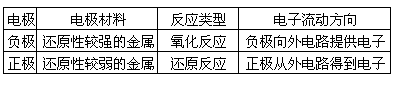 电极 电极材料 反应类型 电子流动方向
负极 还原性较强的金属 氧化反应 负极向外电路提供电子
正极 还原性较弱的金属 还原反应 正极从外电路得到电子